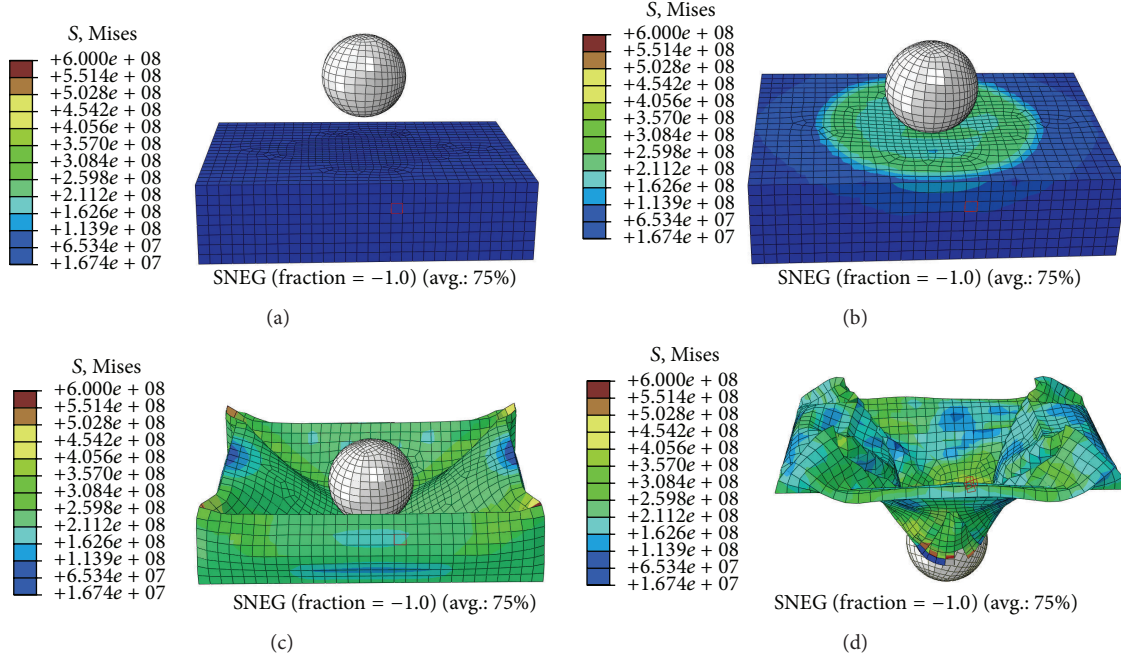 S, Mises
+6.000e + 08
+5.514e + 08
+5.028e + 08
+4.542e + 08
+4.056e + 08
+3.570e + 08
+3.084e + 08
+2.598e + 08
+2.112e + 08
+1.626e + 08
+1.139e + 08
+6.534e + 07
+1.674e + 07
SNEG (fraction = −1.0) (avg.: 75%)
(a)
S, Mises
+6.000e + 08
+5.514e + 08
+5.028e + 08
+4.542e + 08
+4.056e + 08
+3.570e + 08
+3.084e + 08
+2.598e + 08
+2.112e + 08
+1.626e + 08
+1.139e + 08
+6.534e + 07
+1.674e + 07
SNEG (fraction = −1.0) (avg.: 75%)
(b)
S, Mises
+6.000e + 08
+5.514e + 08
+5.028e + 08
+4.542e + 08
+4.056e + 08
+3.570e + 08
+3.084e + 08
+2.598e + 08
+2.112e + 08
+1.626e + 08
+1.139e + 08
+6.534e + 07
+1.674e + 07
SNEG (fraction = −1.0) (avg.: 75%)
(c)
S, Mises
+6.000e + 08
+5.514e + 08
+5.028e + 08
+4.542e + 08
+4.056e + 08
+3.570e + 08
+3.084e + 08
+2.598e + 08
+2.112e + 08
+1.626e + 08
+1.139e + 08
+6.534e + 07
+1.674e + 07
SNEG (fraction = −1.0) (avg.: 75%)
(d)